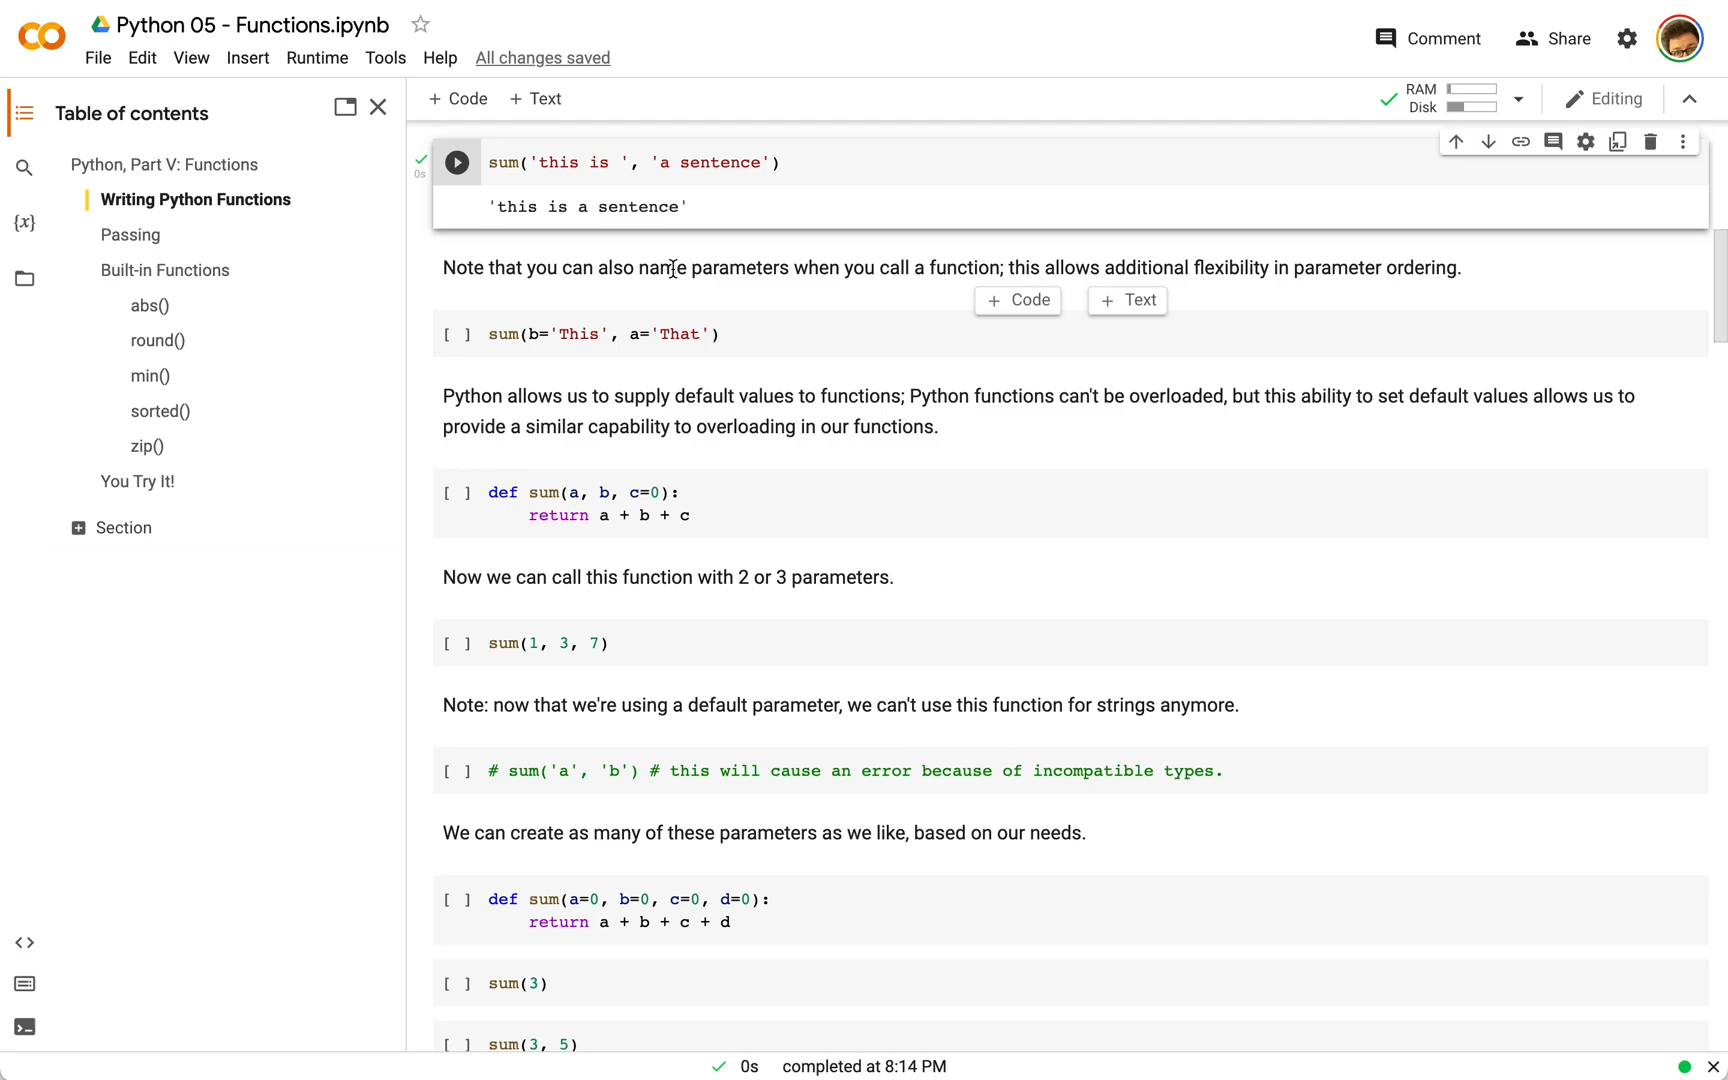 Python 05 - Functions.ipynb
File Edit View Insert Runtime Tools Help All changes saved
Comment Share
Table of contents
Python, Part V: Functions
Writing Python Functions
Passing
Built-in Functions
abs()
round()
min()
sorted()
zip()
You Try It!
Section
{x}
+ Code + Text
RAM
Disk
Editing
0s
sum('this is ', 'a sentence')
'this is a sentence'
Note that you can also name parameters when you call a function; this allows additional flexibility in parameter ordering.
+ Code + Text
[ ] sum(b='This', a='That')
Python allows us to supply default values to functions; Python functions can't be overloaded, but this ability to set default values allows us to
provide a similar capability to overloading in our functions.
[ ] def sum(a, b, c=0):
return a + b + c
Now we can call this function with 2 or 3 parameters.
[ ] sum(1, 3, 7)
Note: now that we're using a default parameter, we can't use this function for strings anymore.
[ ] # sum('a', 'b') # this will cause an error because of incompatible types.
We can create as many of these parameters as we like, based on our needs.
[ ] def sum(a=0, b=0, c=0, d=0):
return a + b + c + d
[ ] sum(3)
[ ] sum(3, 5)
0s completed at 8:14 PM